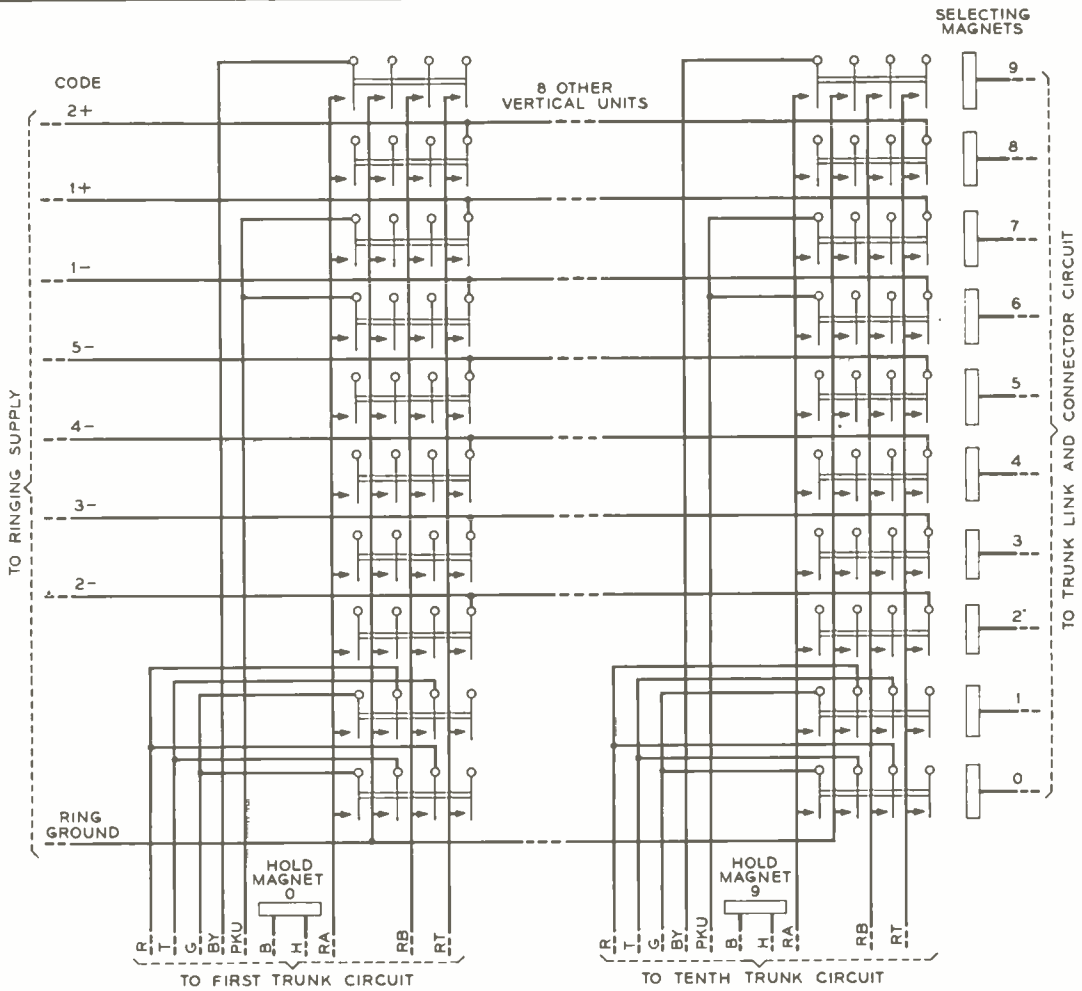 SELECTING
MAGNETS
CODE
8 OTHER
VERTICAL UNITS
2+
1+
1-
5-
4-
3-
2-
RING
GROUND
9
8
7
6
5
4
3
2
1
0
TO RINGING SUPPLY
TO TRUNK LINK AND CONNECTOR CIRCUIT
HOLD
MAGNET
0
HOLD
MAGNET
9
R T G BY PKU B H RA RB RT
R T G BY PKU B H RA RB RT
TO FIRST TRUNK CIRCUIT
TO TENTH TRUNK CIRCUIT